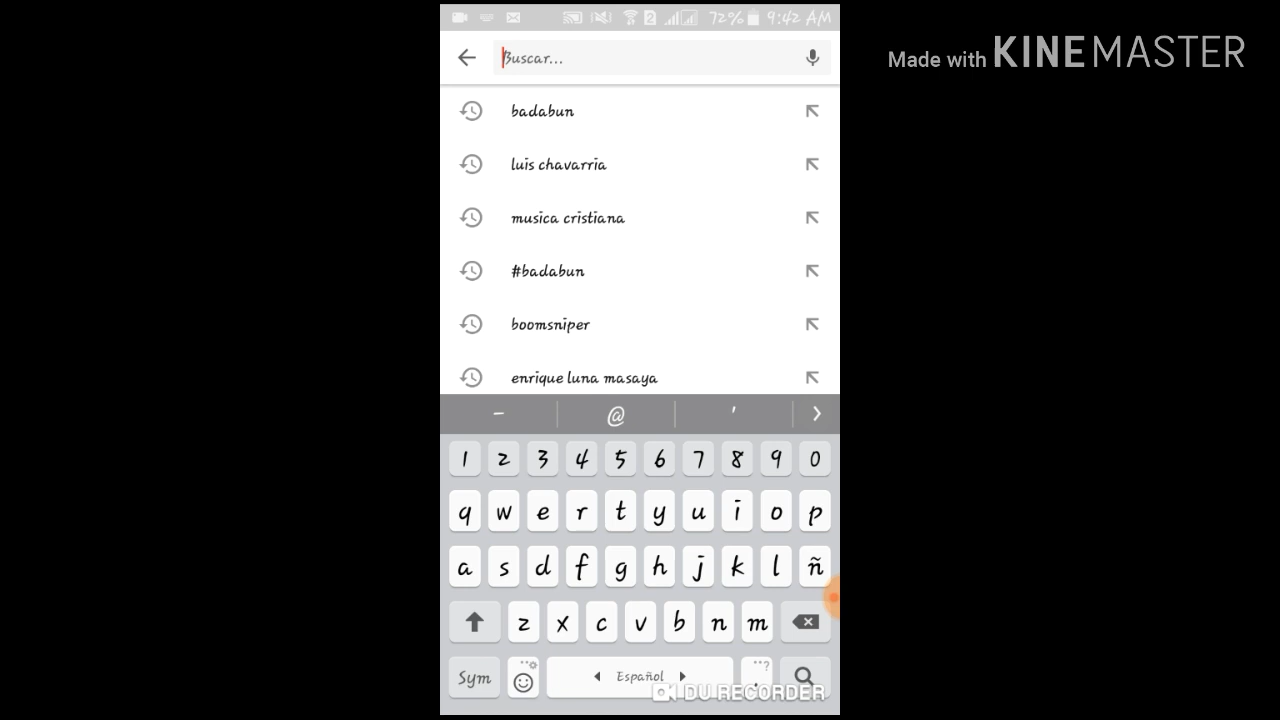 2 72% 9:42 AM
Made with KINEMASTER
Buscar...
badabun
luis chavarria
musica cristiana
#badabun
boomsniper
enrique luna masaya
- @ '
1 2 3 4 5 6 7 8 9 0
q w e r t y u i o p
a s d f g h j k l ñ
z x c v b n m
Sym Español . ?
DU RECORDER